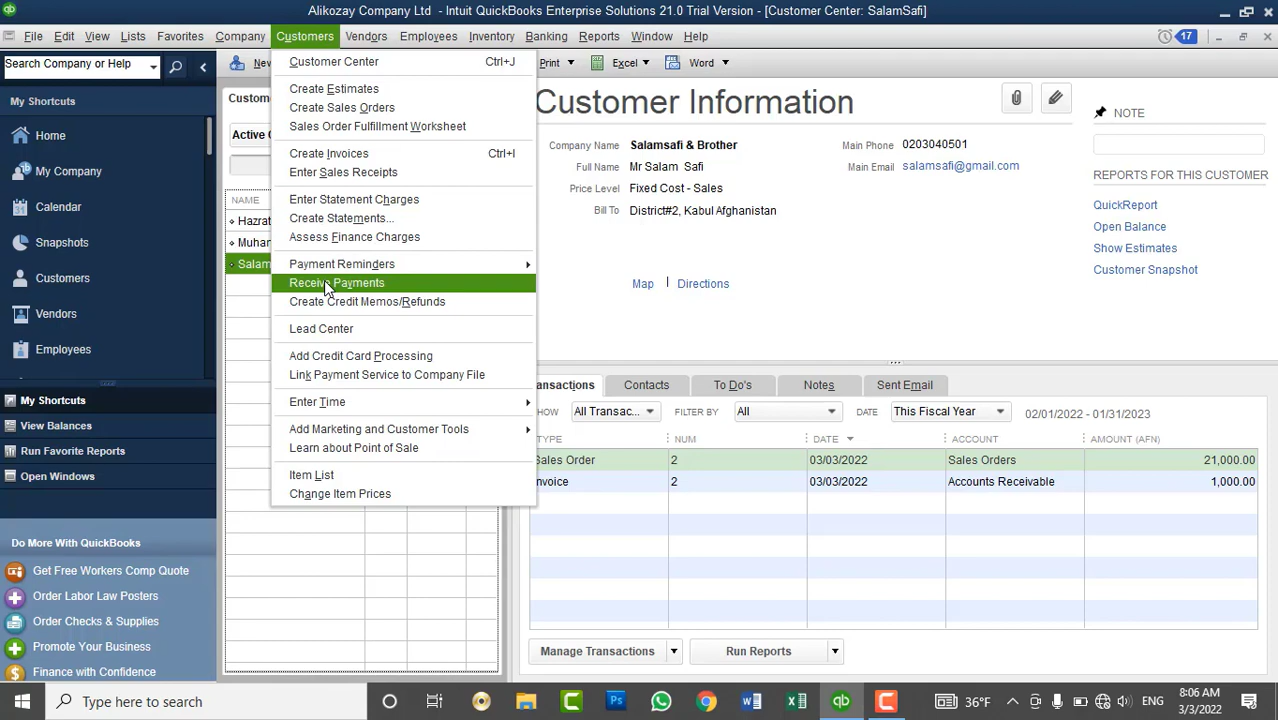 Alikozay Company Ltd - Intuit QuickBooks Enterprise Solutions 21.0 Trial Version - [Customer Center: SalamSafi]
File Edit View Lists Favorites Company Customers Vendors Employees Inventory Banking Reports Window Help
17
Search Company or Help
My Shortcuts
Home
My Company
Calendar
Snapshots
Customers
Vendors
Employees
My Shortcuts
View Balances
Run Favorite Reports
Open Windows
Do More With QuickBooks
Get Free Workers Comp Quote
Order Labor Law Posters
Order Checks & Supplies
Promote Your Business
Finance with Confidence
Print
Excel
Word
NAME
Hazrat
Customer Center Ctrl+J
Create Estimates
Create Sales Orders
Sales Order Fulfillment Worksheet
Create Invoices Ctrl+I
Enter Sales Receipts
Enter Statement Charges
Create Statements...
Assess Finance Charges
Payment Reminders
Receive Payments
Create Credit Memos/Refunds
Lead Center
Add Credit Card Processing
Link Payment Service to Company File
Enter Time
Add Marketing and Customer Tools
Learn about Point of Sale
Item List
Change Item Prices
Customer Information
Company Name Salamsafi & Brother
Full Name Mr Salam Safi
Price Level Fixed Cost - Sales
Bill To District#2, Kabul Afghanistan
Main Phone 0203040501
Main Email salamsafi@gmail.com
Map | Directions
NOTE
REPORTS FOR THIS CUSTOMER
QuickReport
Open Balance
Show Estimates
Customer Snapshot
Contacts To Do's Notes Sent Email
SHOW All Transac... FILTER BY All DATE This Fiscal Year 02/01/2022 - 01/31/2023
TYPE NUM DATE ACCOUNT AMOUNT (AFN)
Sales Order 2 03/03/2022 Sales Orders 21,000.00
Invoice 2 03/03/2022 Accounts Receivable 1,000.00
Manage Transactions Run Reports
Type here to search
36°F
ENG
8:06 AM
3/3/2022